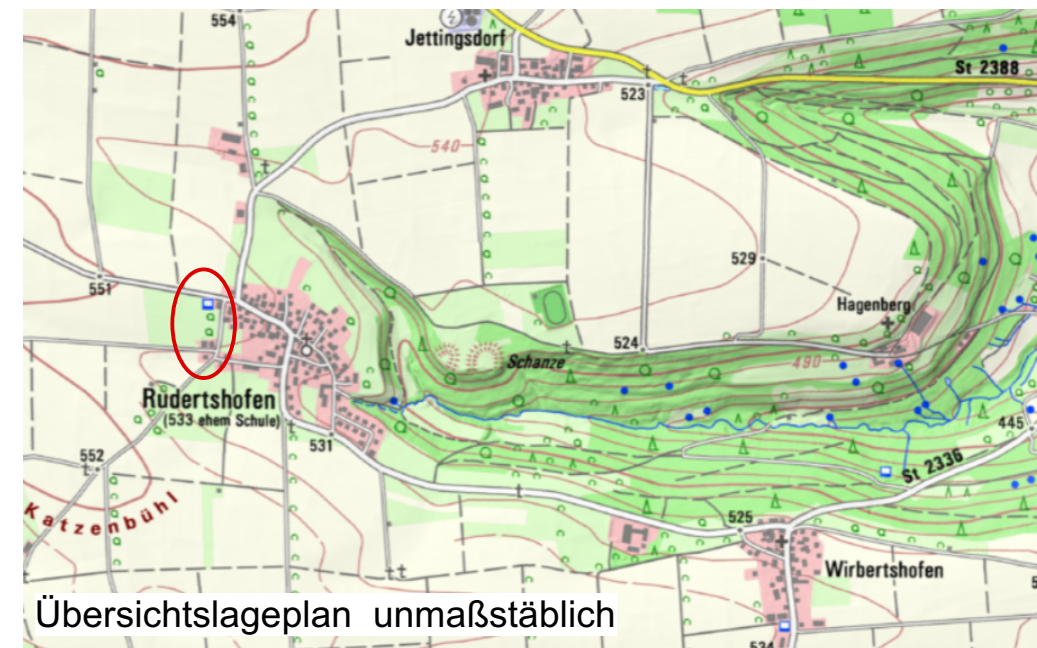 554
Jettingsdorf
St 2388
523
540
529
551
Hagenberg
524
490
Schanze
Rudertshofen
(533 ehem Schule)
531
445
St 2336
552
Katzenbühl
525
Wirbertshofen
534
Übersichtslageplan unmaßstäblich